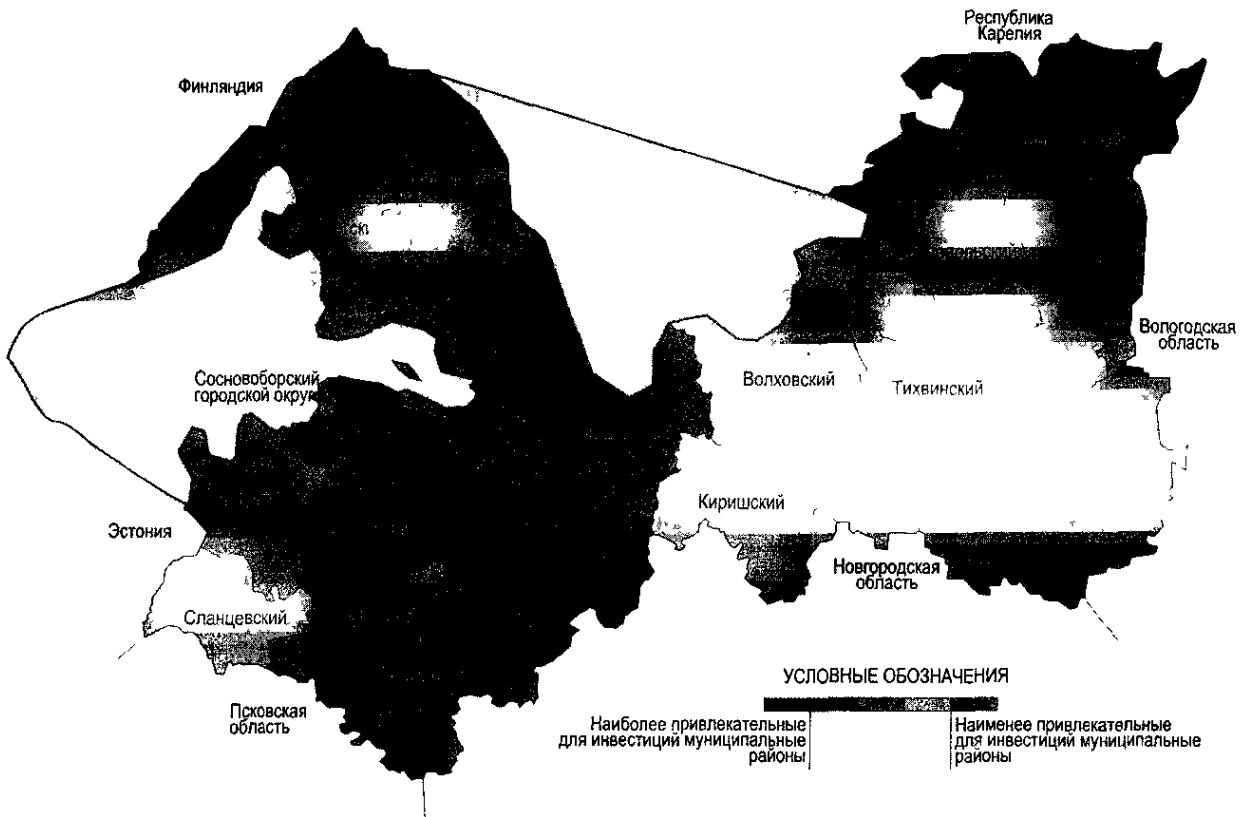 Республика
Карелия
Финляндия
Вологодская
область
Сосновоборский
городской округ
Волховский
Тихвинский
Киришский
Эстония
Новгородская
область
Сланцевский
Псковская
область
УСЛОВНЫЕ ОБОЗНАЧЕНИЯ
Наиболее привлекательные
для инвестиций муниципальные
районы
Наименее привлекательные
для инвестиций муниципальные
районы